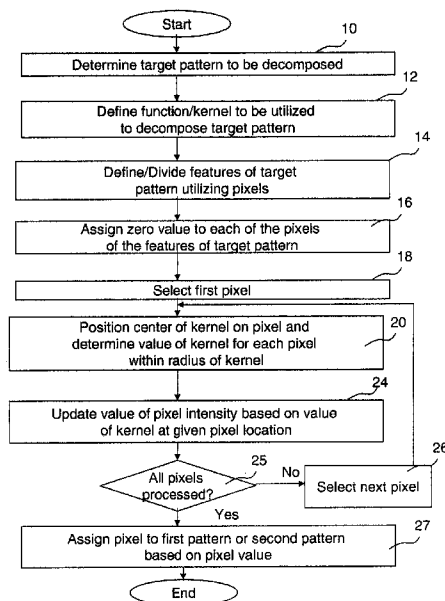 Start
10
Determine target pattern to be decomposed
12
Define function/kernel to be utilized
to decompose target pattern
14
Define/Divide features of target
pattern utilizing pixels
16
Assign zero value to each of the pixels
of the features of target pattern
18
Select first pixel
Position center of kernel on pixel and
determine value of kernel for each pixel
within radius of kernel
20
24
Update value of pixel intensity based on value
of kernel at given pixel location
25
All pixels
processed?
No
26
Select next pixel
Yes
27
Assign pixel to first pattern or second pattern
based on pixel value
End